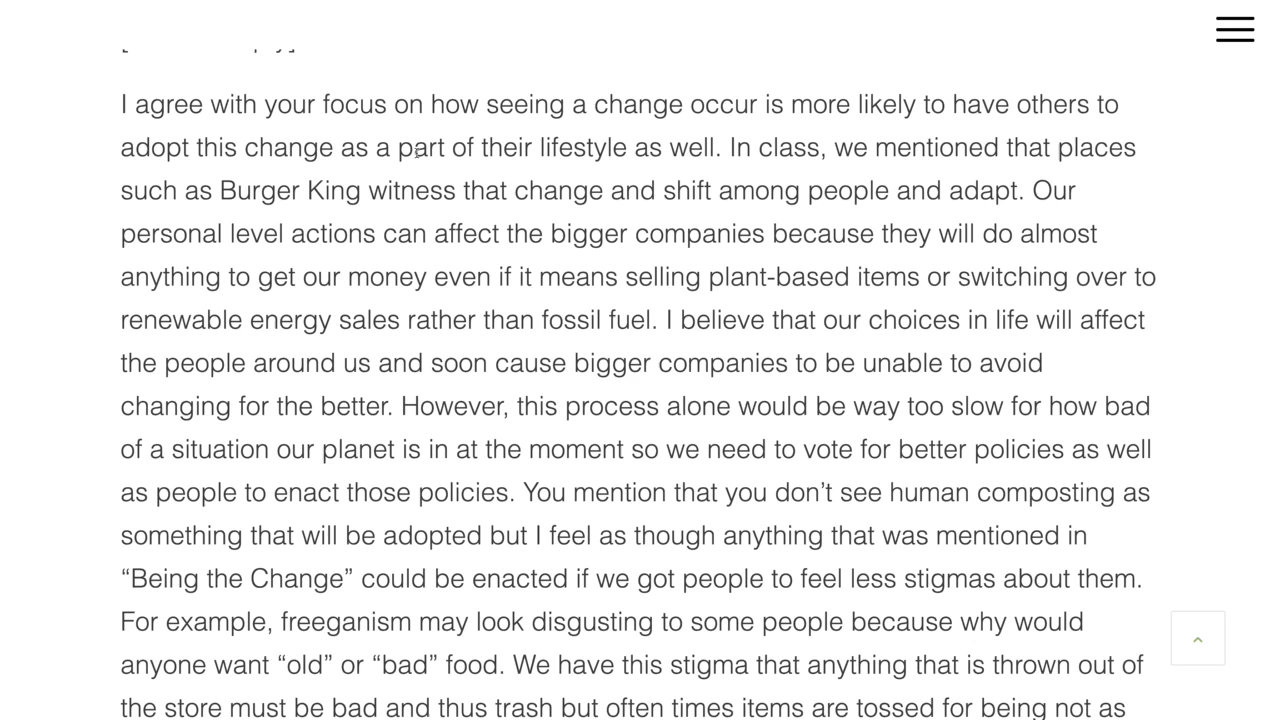 I agree with your focus on how seeing a change occur is more likely to have others to
adopt this change as a part of their lifestyle as well. In class, we mentioned that places
such as Burger King witness that change and shift among people and adapt. Our
personal level actions can affect the bigger companies because they will do almost
anything to get our money even if it means selling plant-based items or switching over to
renewable energy sales rather than fossil fuel. I believe that our choices in life will affect
the people around us and soon cause bigger companies to be unable to avoid
changing for the better. However, this process alone would be way too slow for how bad
of a situation our planet is in at the moment so we need to vote for better policies as well
as people to enact those policies. You mention that you don’t see human composting as
something that will be adopted but I feel as though anything that was mentioned in
“Being the Change” could be enacted if we got people to feel less stigmas about them.
For example, freeganism may look disgusting to some people because why would
anyone want “old” or “bad” food. We have this stigma that anything that is thrown out of
the store must be bad and thus trash but often times items are tossed for being not as